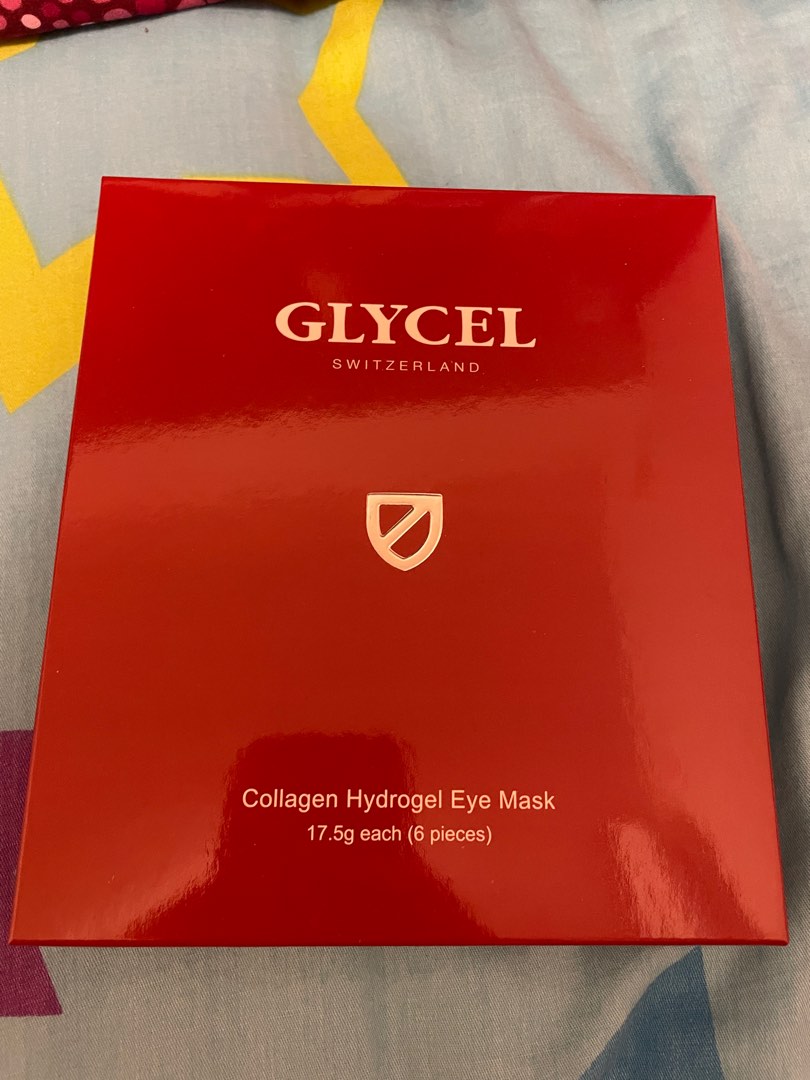 GLYCEL
SWITZERLAND
Collagen Hydrogel Eye Mask
17.5g each (6 pieces)